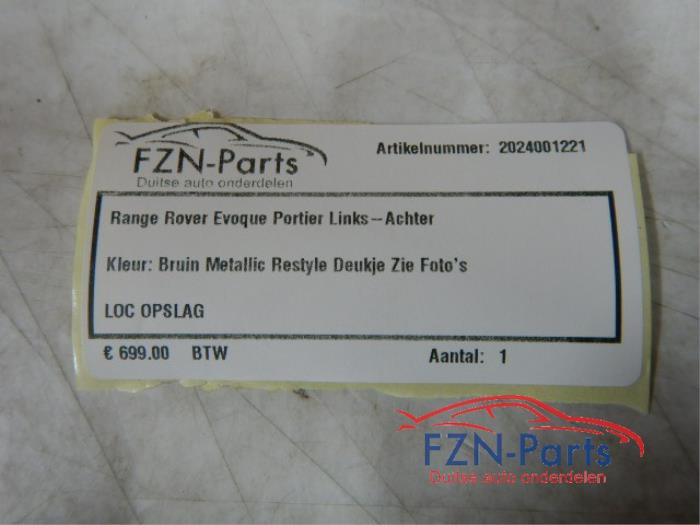 FZN-Parts
Duitse auto onderdelen
Artikelnummer: 2024001221
Range Rover Evoque Portier Links-Achter
Kleur: Bruin Metallic Restyle Deukje Zie Foto's
LOC OPSLAG
€ 699.00 BTW
Aantal: 1
FZN-Parts
Duitse auto onderdelen